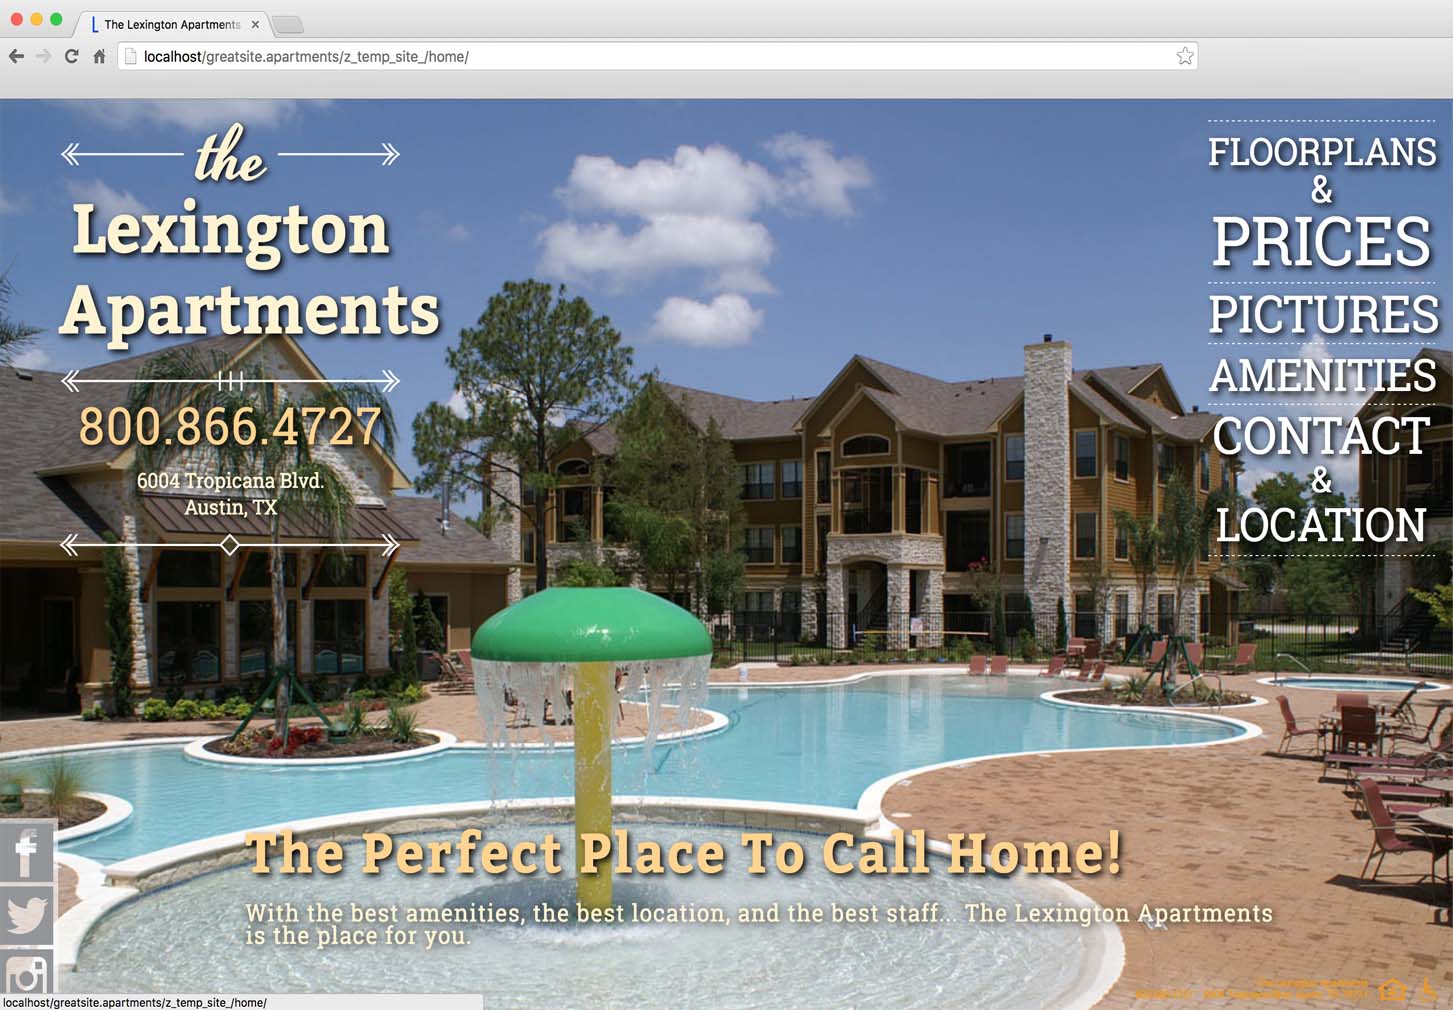 The Lexington Apartments
localhost/greatsite.apartments/z_temp_site_/home/
the
Lexington
Apartments
800.866.4727
6004 Tropicana Blvd.
Austin, TX
FLOORPLANS
&
PRICES
PICTURES
AMENITIES
CONTACT
&
LOCATION
The Perfect Place To Call Home!
With the best amenities, the best location, and the best staff... The Lexington Apartments
is the place for you.
localhost/greatsite.apartments/z_temp_site_/home/